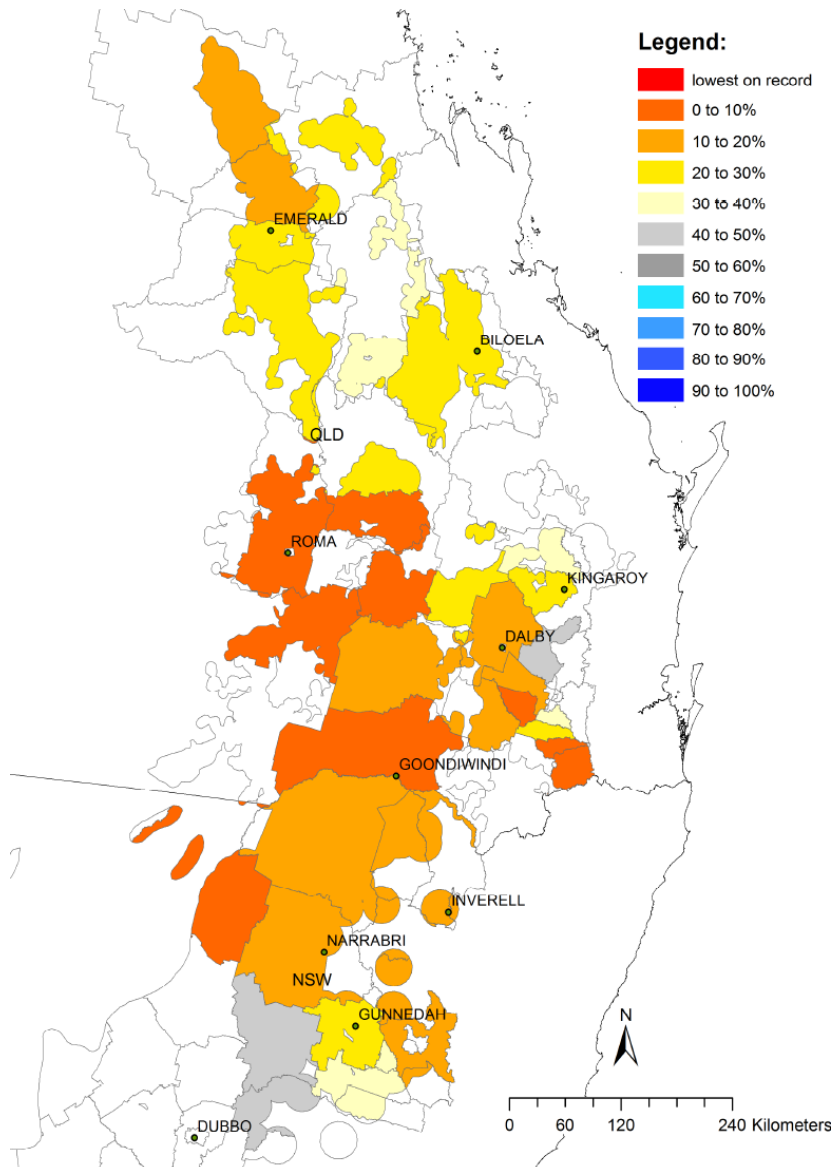 Legend:
lowest on record
0 to 10%
10 to 20%
20 to 30%
30 to 40%
40 to 50%
50 to 60%
60 to 70%
70 to 80%
80 to 90%
90 to 100%
EMERALD
BILOELA
QLD
ROMA
KINGAROY
DALBY
GOONDIWINDI
INVERELL
NARRABRI
NSW
GUNNEDAH
N
DUBBO
0 60 120 240 Kilometers